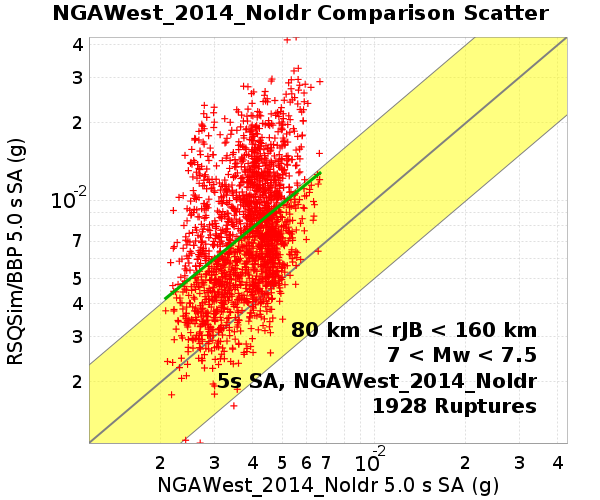 NGAWest_2014_NoIdr Comparison Scatter
RSQSim/BBP 5.0 s SA (g)
4
3
2
10-2
7
5
4
3
2
80 km < rJB < 160 km
7 < Mw < 7.5
5s SA, NGAWest_2014_NoIdr
1928 Ruptures
2 3 4 5 6 7 10-2 2 3 4
NGAWest_2014_NoIdr 5.0 s SA (g)